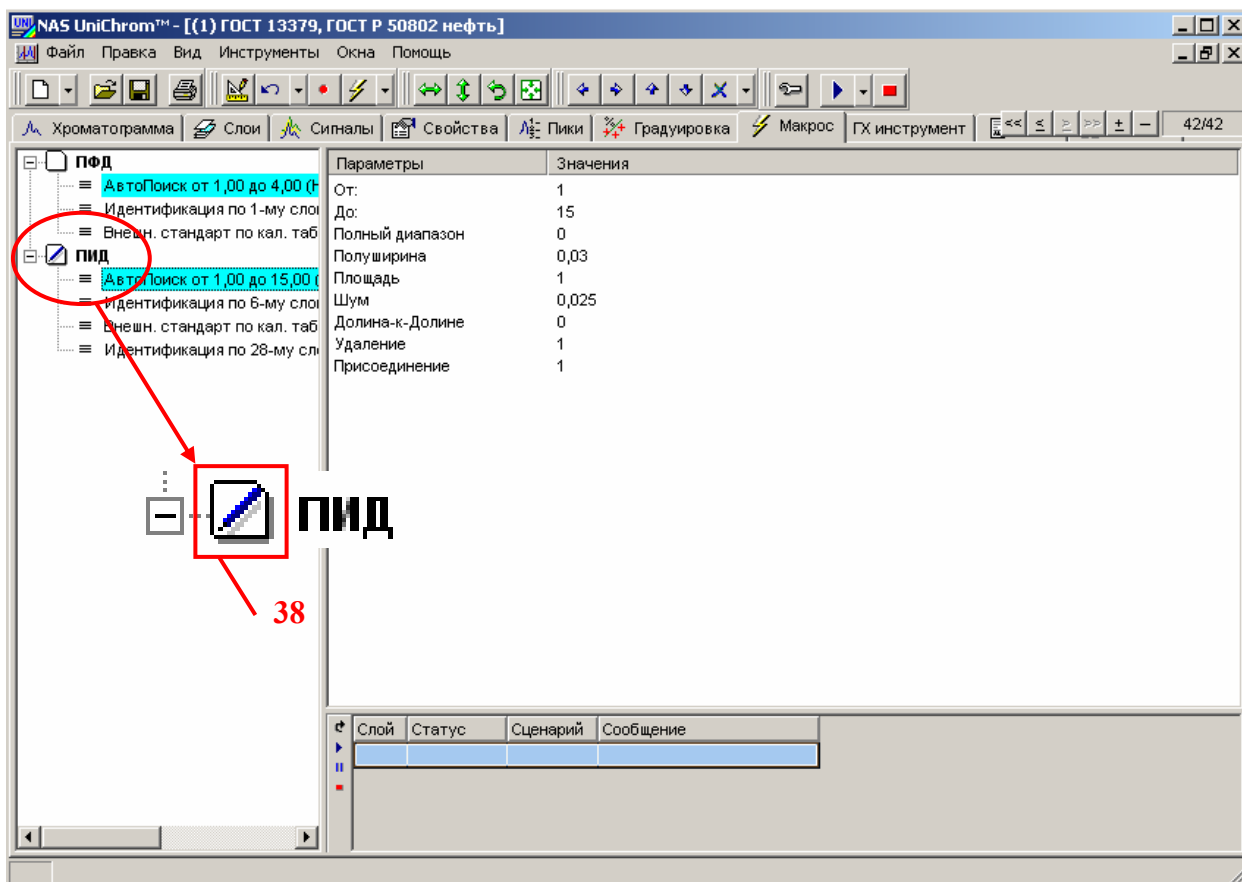 NAS UniChrom™ - [(1) ГОСТ 13379, ГОСТ Р 50802 нефть]
Файл Правка Вид Инструменты Окна Помощь
Хроматограмма Слои Сигналы Свойства Пики Градуировка Макрос ГХ инструмент << < > >> ± − 42/42
ПФД
АвтоПоиск от 1,00 до 4,00 (Н
Идентификация по 1-му сло
Внешн. стандарт по кал. таб
ПИД
АвтоПоиск от 1,00 до 15,00 (
Идентификация по 6-му сло
Внешн. стандарт по кал. таб
Идентификация по 28-му сл
Параметры Значения
От: 1
До: 15
Полный диапазон 0
Полуширина 0,03
Площадь 1
Шум 0,025
Долина-к-Долине 0
Удаление 1
Присоединение 1
ПИД
38
Слой Статус Сценарий Сообщение